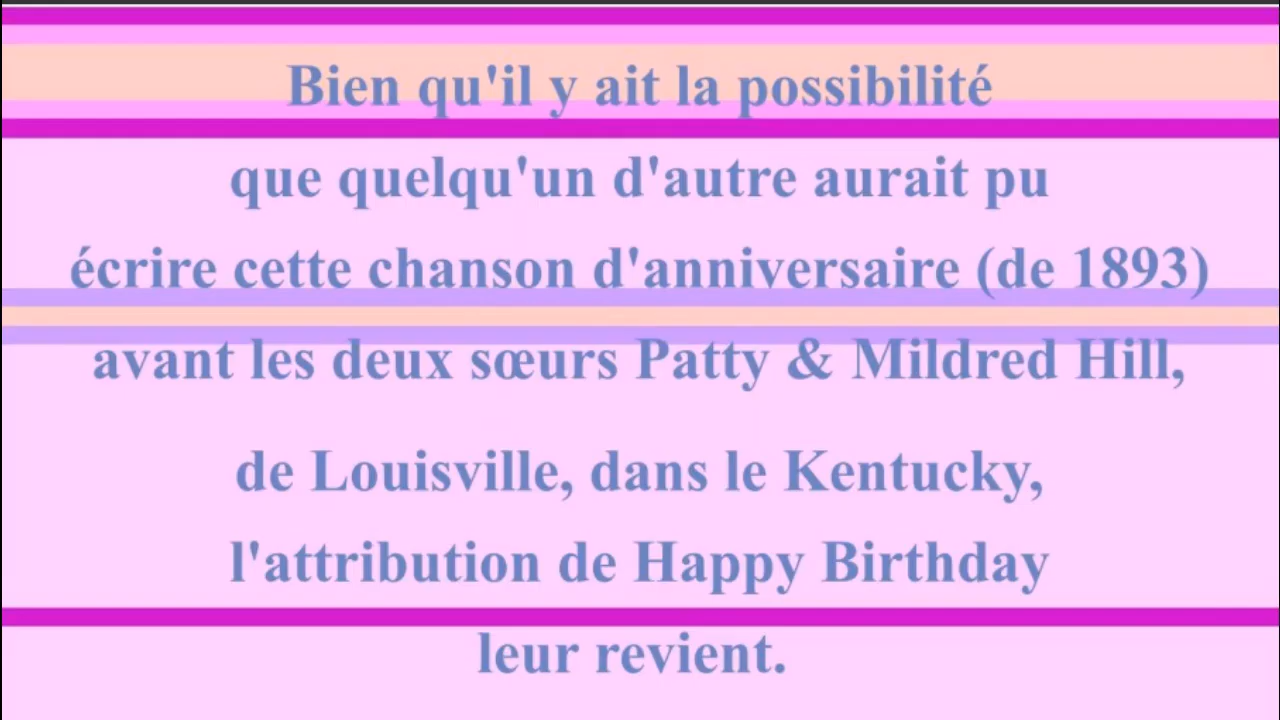 Bien qu'il y ait la possibilité
que quelqu'un d'autre aurait pu
écrire cette chanson d'anniversaire (de 1893)
avant les deux sœurs Patty & Mildred Hill,
de Louisville, dans le Kentucky,
l'attribution de Happy Birthday
leur revient.